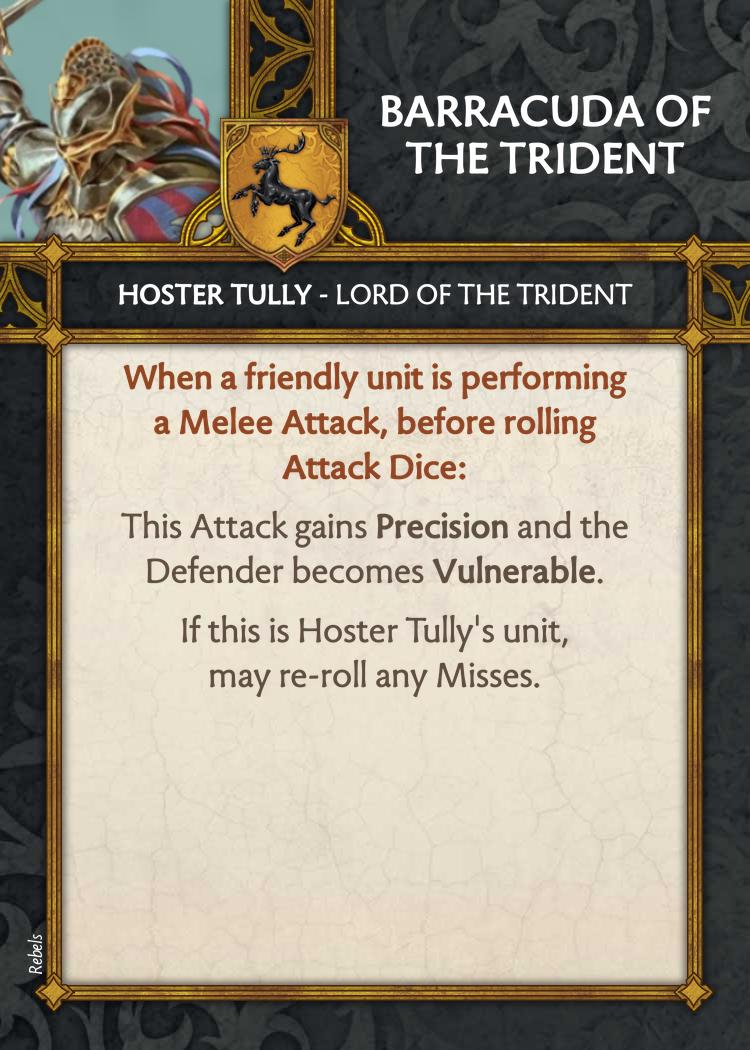 BARRACUDA OF
THE TRIDENT
HOSTER TULLY - LORD OF THE TRIDENT
When a friendly unit is performing
a Melee Attack, before rolling
Attack Dice:
This Attack gains Precision and the
Defender becomes Vulnerable.
If this is Hoster Tully's unit,
may re-roll any Misses.
Rebels